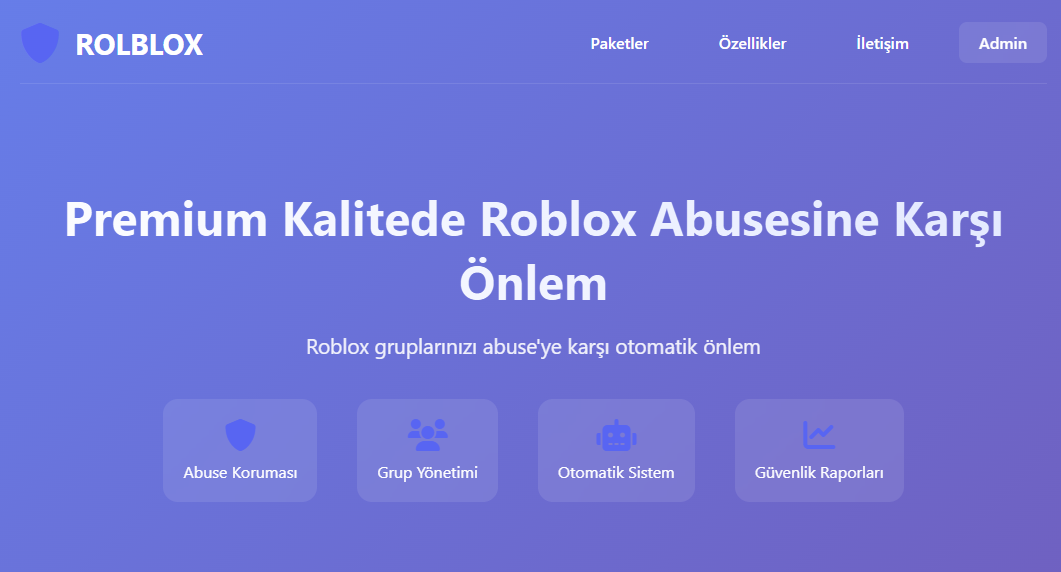 ROLBLOX
Paketler
Özellikler
İletişim
Admin
Premium Kalitede Roblox Abusesine Karşı
Önlem
Roblox gruplarınızı abuse'ye karşı otomatik önlem
Abuse Koruması
Grup Yönetimi
Otomatik Sistem
Güvenlik Raporları